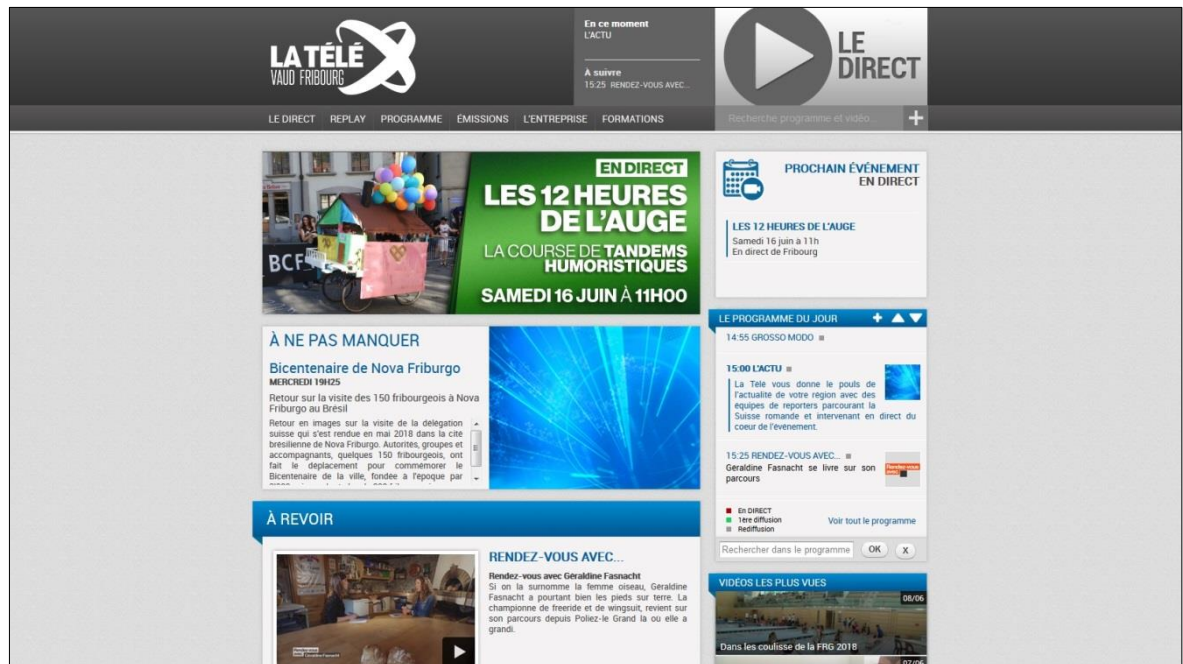 LA TÉLÉ
VAUD FRIBOURG
En ce moment
L'ACTU
À suivre
15:25 RENDEZ-VOUS AVEC...
LE
DIRECT
LE DIRECT REPLAY PROGRAMME ÉMISSIONS L'ENTREPRISE FORMATIONS
Recherche programme et vidéo...
BCF
EN DIRECT
LES 12 HEURES
DE L'AUGE
LA COURSE DE TANDEMS
HUMORISTIQUES
SAMEDI 16 JUIN À 11H00
PROCHAIN ÉVÉNEMENT
EN DIRECT
LES 12 HEURES DE L'AUGE
Samedi 16 juin à 11h
En direct de Fribourg
À NE PAS MANQUER
Bicentenaire de Nova Friburgo
MERCREDI 19H25
Retour sur la visite des 150 fribourgeois à Nova
Friburgo au Brésil
Retour en images sur la visite de la délégation
suisse qui s'est rendue en mai 2018 dans la cité
brésilienne de Nova Friburgo. Autorités, groupes et
accompagnants, quelques 150 fribourgeois, ont
fait le déplacement pour commémorer le
Bicentenaire de la ville, fondée à l'époque par
LE PROGRAMME DU JOUR
14:55 GROSSO MODO
15:00 L'ACTU
La Télé vous donne le pouls de
l'actualité de votre région avec des
équipes de reporters parcourant la
Suisse romande et intervenant en direct du
coeur de l'événement.
15:25 RENDEZ-VOUS AVEC...
Géraldine Fasnacht se livre sur son
parcours
Rendez-vous
avec
En DIRECT
1ère diffusion
Rediffusion
Voir tout le programme
Rechercher dans le programme OK X
À REVOIR
RENDEZ-VOUS AVEC...
Rendez-vous avec Géraldine Fasnacht
Si on la surnomme la femme oiseau, Géraldine
Fasnacht a pourtant bien les pieds sur terre. La
championne de freeride et de wingsuit, revient sur
son parcours depuis Poliez-le Grand là ou elle a
grandi.
VIDÉOS LES PLUS VUES
08/06
Dans les coulisse de la FRG 2018
07/06